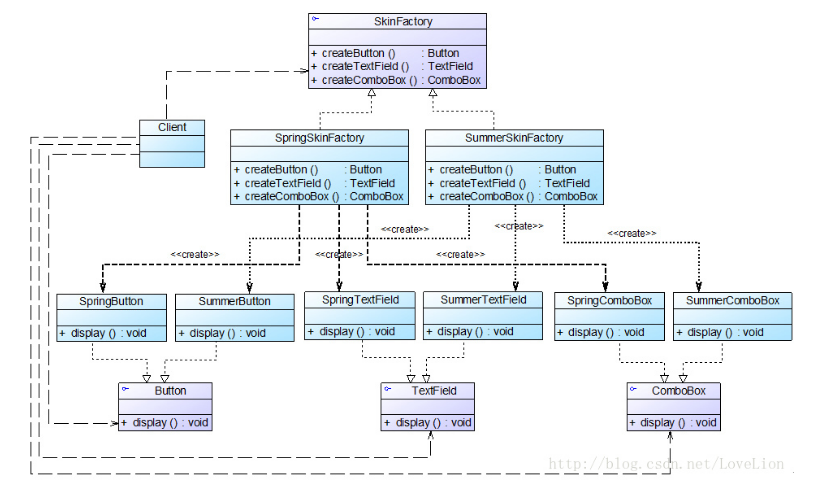 SkinFactory
+ createButton () : Button
+ createTextField () : TextField
+ createComboBox () : ComboBox
Client
SpringSkinFactory
+ createButton () : Button
+ createTextField () : TextField
+ createComboBox () : ComboBox
SummerSkinFactory
+ createButton () : Button
+ createTextField () : TextField
+ createComboBox () : ComboBox
<<create>>
<<create>>
<<create>>
<<create>>
<<create>>
<<create>>
SpringButton
+ display () : void
SummerButton
+ display () : void
SpringTextField
+ display () : void
SummerTextField
+ display () : void
SpringComboBox
+ display () : void
SummerComboBox
+ display () : void
Button
+ display () : void
TextField
+ display () : void
ComboBox
+ display () : void
http://blog.csdn.net/LoveLion